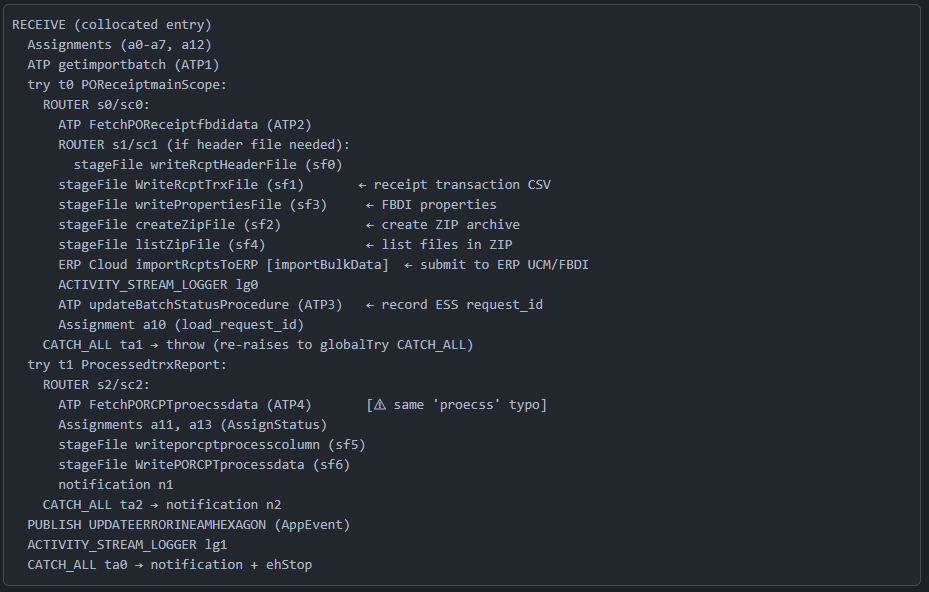 RECEIVE (collocated entry)
Assignments (a0-a7, a12)
ATP getimportbatch (ATP1)
try t0 POReceiptmainScope:
ROUTER s0/sc0:
ATP FetchPOReceiptfbdidata (ATP2)
ROUTER s1/sc1 (if header file needed):
stageFile writeRcptHeaderFile (sf0)
stageFile WriteRcptTrxFile (sf1) ← receipt transaction CSV
stageFile writePropertiesFile (sf3) ← FBDI properties
stageFile createZipFile (sf2) ← create ZIP archive
stageFile listZipFile (sf4) ← list files in ZIP
ERP Cloud importRcptsToERP [importBulkData] ← submit to ERP UCM/FBDI
ACTIVITY_STREAM_LOGGER lg0
ATP updateBatchStatusProcedure (ATP3) ← record ESS request_id
Assignment a10 (load_request_id)
CATCH_ALL ta1 → throw (re-raises to globalTry CATCH_ALL)
try t1 ProcessedtrxReport:
ROUTER s2/sc2:
ATP FetchPORCPTproecssdata (ATP4) [⚠ same 'proecss' typo]
Assignments a11, a13 (AssignStatus)
stageFile writeporcptprocesscolumn (sf5)
stageFile WritePORCPTprocessdata (sf6)
notification n1
CATCH_ALL ta2 → notification n2
PUBLISH UPDATEERRORINEAMHEXAGON (AppEvent)
ACTIVITY_STREAM_LOGGER lg1
CATCH_ALL ta0 → notification + ehStop